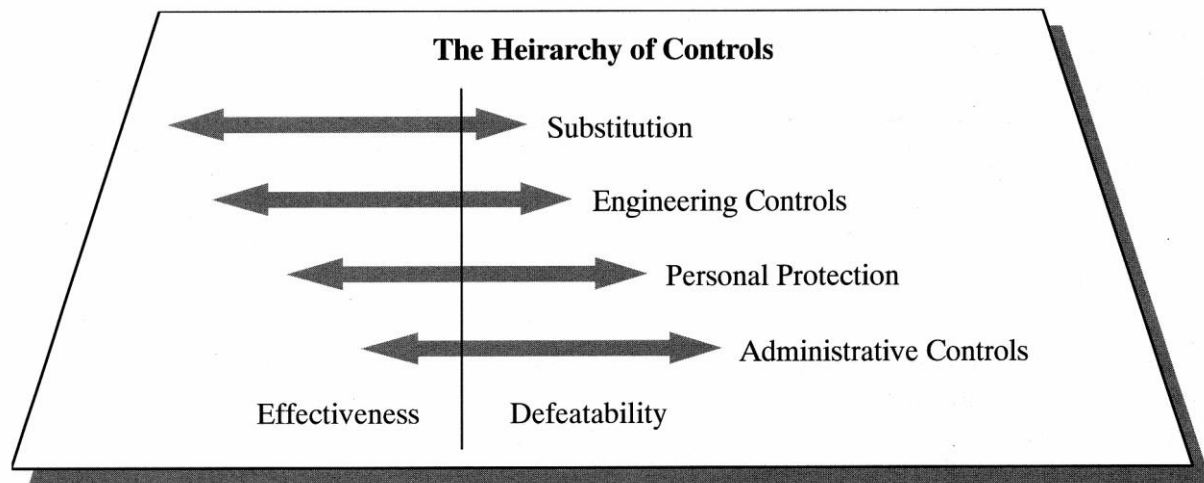 The Heirarchy of Controls
Substitution
Engineering Controls
Personal Protection
Administrative Controls
Effectiveness Defeatability